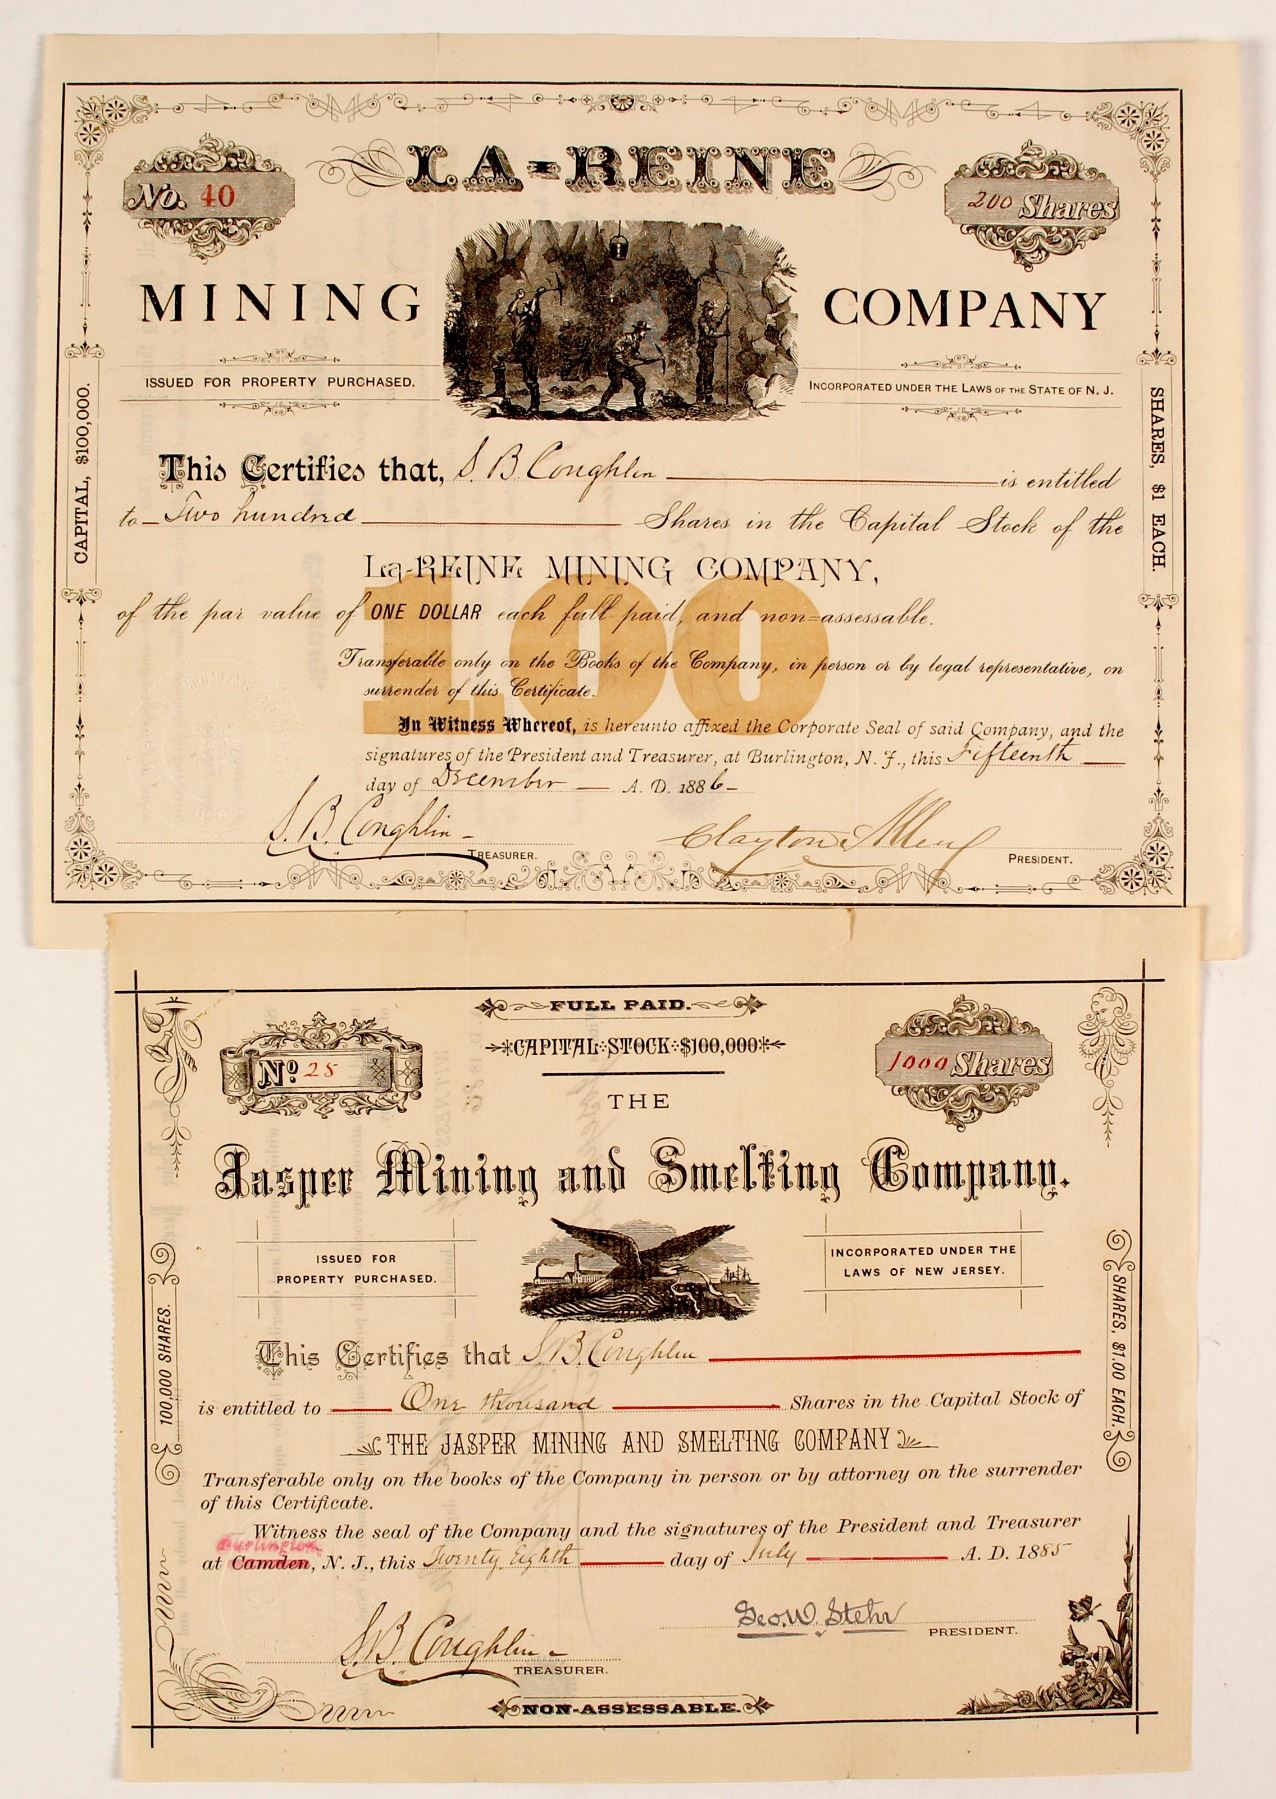 LA-REINE
No. 40
200 Shares
MINING COMPANY
ISSUED FOR PROPERTY PURCHASED.
INCORPORATED UNDER THE LAWS OF THE STATE OF N. J.
CAPITAL, $100,000.
SHARES, $1 EACH.
This Certifies that, S. B. Coughlin is entitled
to Two hundred Shares in the Capital Stock of the
La-REINE MINING COMPANY,
100
of the par value of ONE DOLLAR each full paid, and non-assessable.
Transferable only on the Books of the Company, in person or by legal representative, on
surrender of this Certificate.
In Witness Whereof, is hereunto affixed the Corporate Seal of said Company, and the
signatures of the President and Treasurer, at Burlington, N. J., this Fifteenth
day of December A. D. 1886
S. B. Coughlin TREASURER.
Clayton PRESIDENT.
FULL PAID.
CAPITAL STOCK $100,000
No 25
1000 Shares
THE
Jasper Mining and Smelting Company.
ISSUED FOR
PROPERTY PURCHASED.
INCORPORATED UNDER THE
LAWS OF NEW JERSEY.
100,000 SHARES.
SHARES, $1.00 EACH.
This Certifies that S. B. Coughlin
is entitled to One thousand Shares in the Capital Stock of
THE JASPER MINING AND SMELTING COMPANY
Transferable only on the books of the Company in person or by attorney on the surrender
of this Certificate.
Witness the seal of the Company and the signatures of the President and Treasurer
Burlington
at Camden, N. J., this Twenty Eighth day of July A. D. 1885
Geo. W. Stehr PRESIDENT.
S. B. Coughlin TREASURER.
NON-ASSESSABLE.